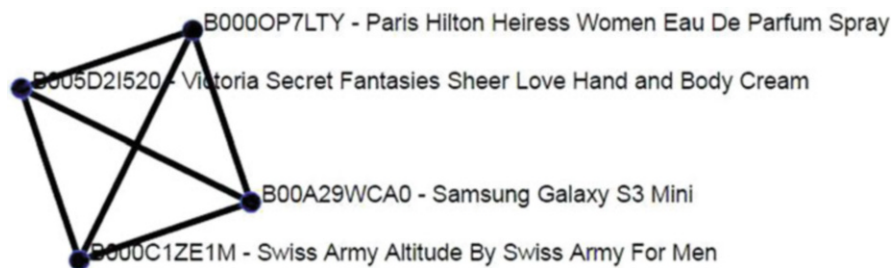 B000OP7LTY - Paris Hilton Heiress Women Eau De Parfum Spray
B005D2I520 - Victoria Secret Fantasies Sheer Love Hand and Body Cream
B00A29WCA0 - Samsung Galaxy S3 Mini
B000C1ZE1M - Swiss Army Altitude By Swiss Army For Men